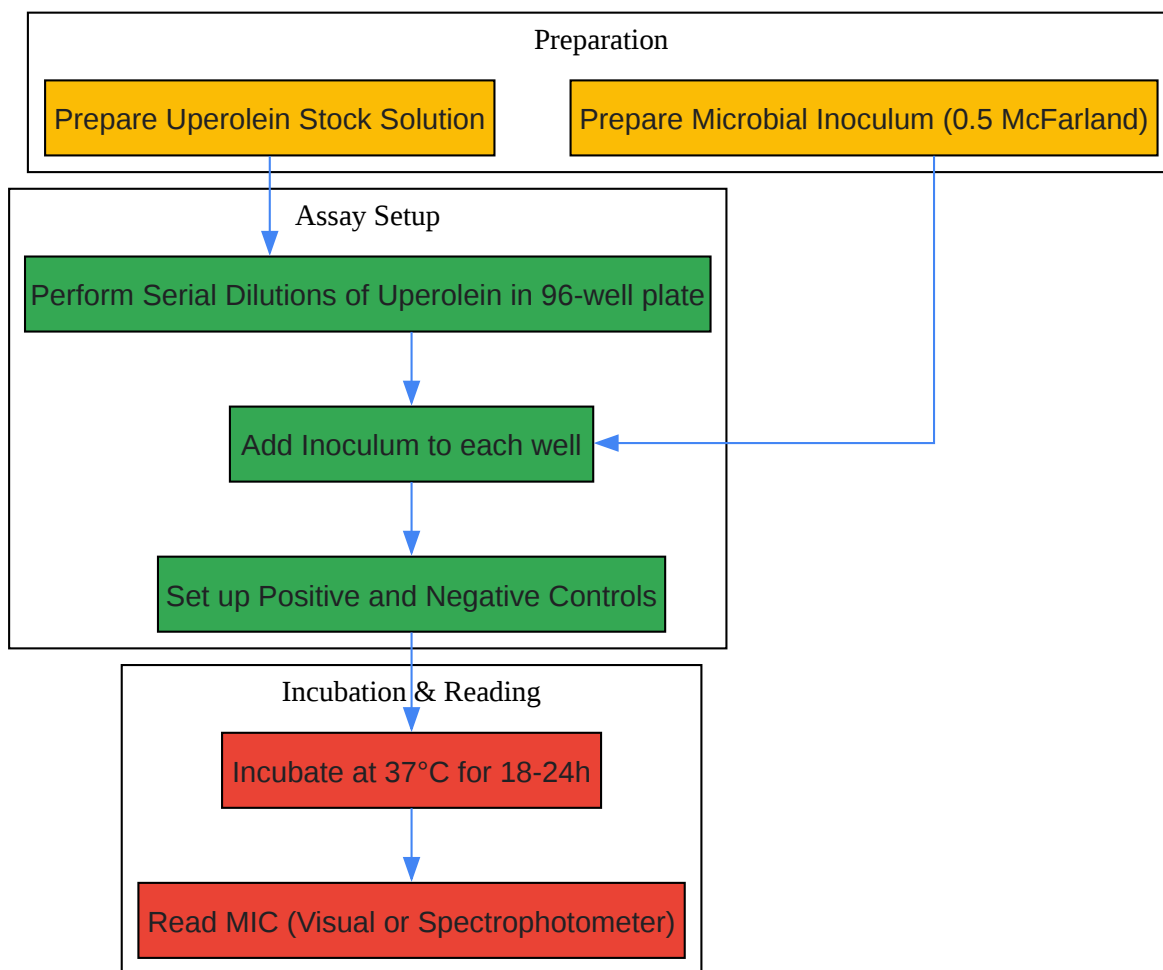 Preparation
Prepare Uperolein Stock Solution
Prepare Microbial Inoculum (0.5 McFarland)
Assay Setup
Perform Serial Dilutions of Uperolein in 96-well plate
Add Inoculum to each well
Set up Positive and Negative Controls
Incubation & Reading
Incubate at 37°C for 18-24h
Read MIC (Visual or Spectrophotometer)